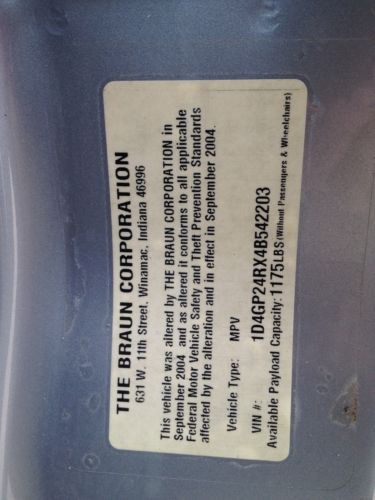 THE BRAUN CORPORATION
631 W. 11th Street, Winamac, Indiana 46996
This vehicle was altered by THE BRAUN CORPORATION in
September 2004 and as altered it conforms to all applicable
Federal Motor Vehicle Safety and Theft Prevention Standards
affected by the alteration and in effect in September 2004.
Vehicle Type: MPV
VIN #: 1D4GP24RX4B542203
Available Payload Capacity: 1175LBS (Without Passengers & Wheelchairs)